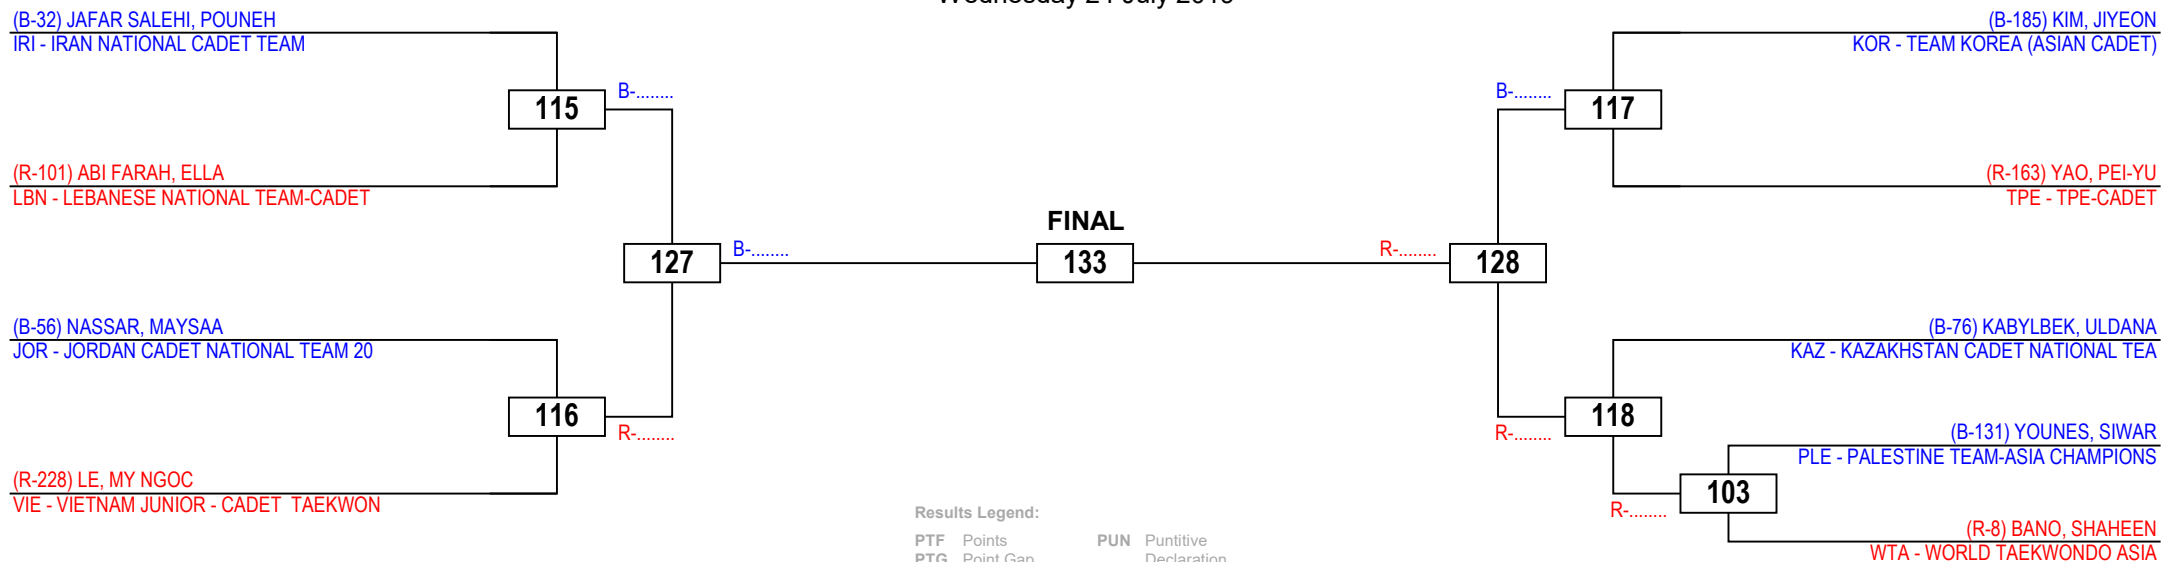 (B-32) JAFAR SALEHI, POUNEH
IRI - IRAN NATIONAL CADET TEAM
115
B-........
(R-101) ABI FARAH, ELLA
LBN - LEBANESE NATIONAL TEAM-CADET
127
B-........
(B-56) NASSAR, MAYSAA
JOR - JORDAN CADET NATIONAL TEAM 20
116
R-........
(R-228) LE, MY NGOC
VIE - VIETNAM JUNIOR - CADET  TAEKWON
FINAL
133
(B-185) KIM, JIYEON
KOR - TEAM KOREA (ASIAN CADET)
B-........
117
(R-163) YAO, PEI-YU
TPE - TPE-CADET
R-........
128
(B-76) KABYLBEK, ULDANA
KAZ - KAZAKHSTAN CADET NATIONAL TEA
R-........
118
(B-131) YOUNES, SIWAR
PLE - PALESTINE TEAM-ASIA CHAMPIONS
R-........
103
(R-8) BANO, SHAHEEN
WTA - WORLD TAEKWONDO ASIA
Results Legend:
PTF Points
PUN Puntitive
PTG Point Gap
Declaration